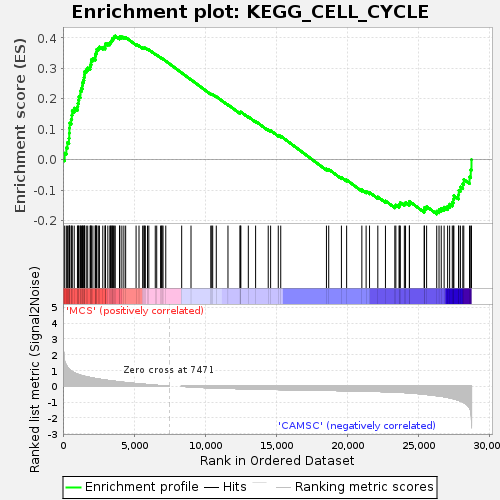 Enrichment plot: KEGG_CELL_CYCLE
Enrichment score (ES)
0.4
0.3
0.2
0.1
0.0
-0.1
-0.2
'MCS' (positively correlated)
Ranked list metric (Signal2Noise)
5
4
3
2
1
0
-1
-2
-3
Zero cross at 7471
'CAMSC' (negatively correlated)
0
5,000
10,000
15,000
20,000
25,000
30,000
Rank in Ordered Dataset
Enrichment profile
Hits
Ranking metric scores